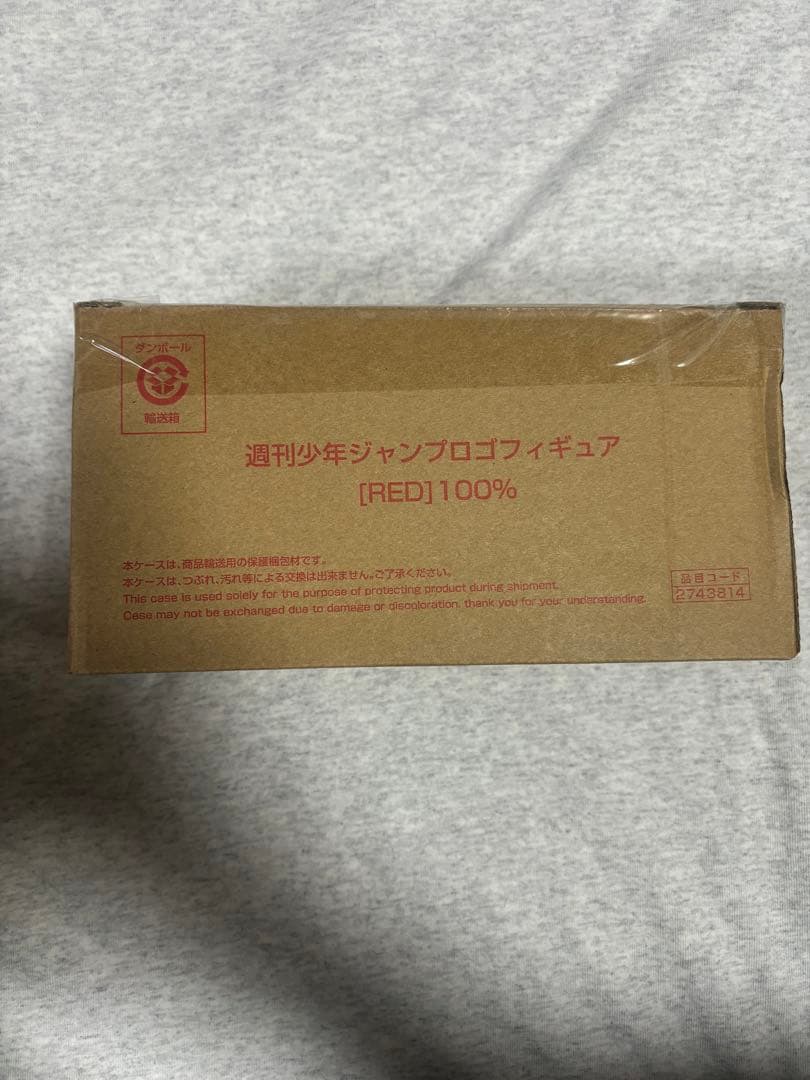 ダンボール
輸送箱
週刊少年ジャンプロゴフィギュア
[RED]100%
本ケースは、商品輸送用の保護梱包材です。
本ケースは、つぶれ、汚れ等による交換は出来ません。ご了承ください。
This case is used solely for the purpose of protecting product during shipment.
Case may not be exchanged due to damage or discoloration. thank you for your understanding.
品目コード
2743814